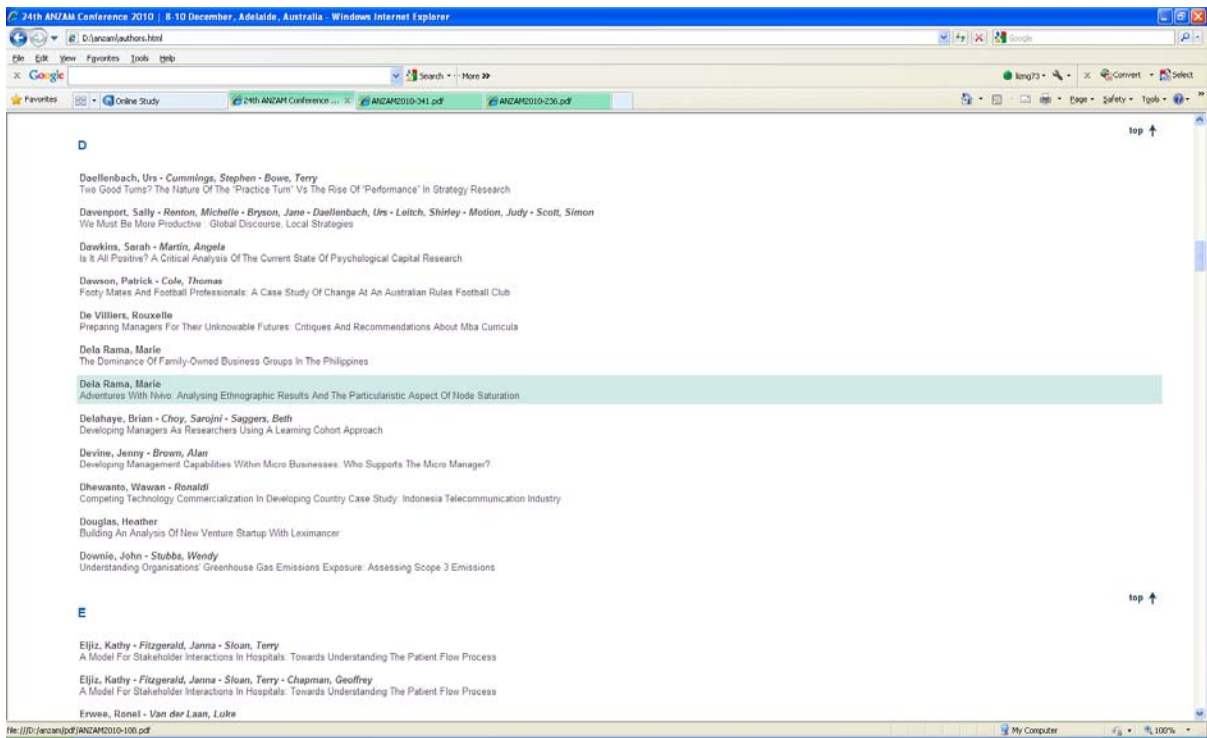 24th ANZAM Conference 2010 | 8-10 December, Adelaide, Australia - Windows Internet Explorer
D:\anzam\authors.html
Google
File Edit View Favorites Tools Help
x Google Search More >> kmg73 x Convert Select
Favorites Online Study 24th ANZAM Conference ... x ANZAM2010-341.pdf ANZAM2010-236.pdf Page Safety Tools
top
D
Daellenbach, Urs - Cummings, Stephen - Bowe, Terry
Two Good Turns? The Nature Of The 'Practice Turn' Vs The Rise Of 'Performance' In Strategy Research
Davenport, Sally - Renton, Michelle - Bryson, Jane - Daellenbach, Urs - Leitch, Shirley - Motion, Judy - Scott, Simon
We Must Be More Productive : Global Discourse, Local Strategies
Dawkins, Sarah - Martin, Angela
Is It All Positive? A Critical Analysis Of The Current State Of Psychological Capital Research
Dawson, Patrick - Cole, Thomas
Footy Mates And Football Professionals: A Case Study Of Change At An Australian Rules Football Club
De Villiers, Rouxelle
Preparing Managers For Their Unknowable Futures: Critiques And Recommendations About Mba Curricula
Dela Rama, Marie
The Dominance Of Family-Owned Business Groups In The Philippines
Dela Rama, Marie
Adventures With Nvivo: Analysing Ethnographic Results And The Particularistic Aspect Of Node Saturation
Delahaye, Brian - Choy, Sarojni - Saggers, Beth
Developing Managers As Researchers Using A Learning Cohort Approach
Devine, Jenny - Brown, Alan
Developing Management Capabilities Within Micro Businesses: Who Supports The Micro Manager?
Dhewanto, Wawan - Ronaldi
Competing Technology Commercialization In Developing Country Case Study: Indonesia Telecommunication Industry
Douglas, Heather
Building An Analysis Of New Venture Startup With Leximancer
Downie, John - Stubbs, Wendy
Understanding Organisations' Greenhouse Gas Emissions Exposure: Assessing Scope 3 Emissions
top
E
Eljiz, Kathy - Fitzgerald, Janna - Sloan, Terry
A Model For Stakeholder Interactions In Hospitals: Towards Understanding The Patient Flow Process
Eljiz, Kathy - Fitzgerald, Janna - Sloan, Terry - Chapman, Geoffrey
A Model For Stakeholder Interactions In Hospitals: Towards Understanding The Patient Flow Process
Erwee, Ronel - Van der Laan, Luke
file:///D:/anzam/pdf/ANZAM2010-108.pdf My Computer 100%